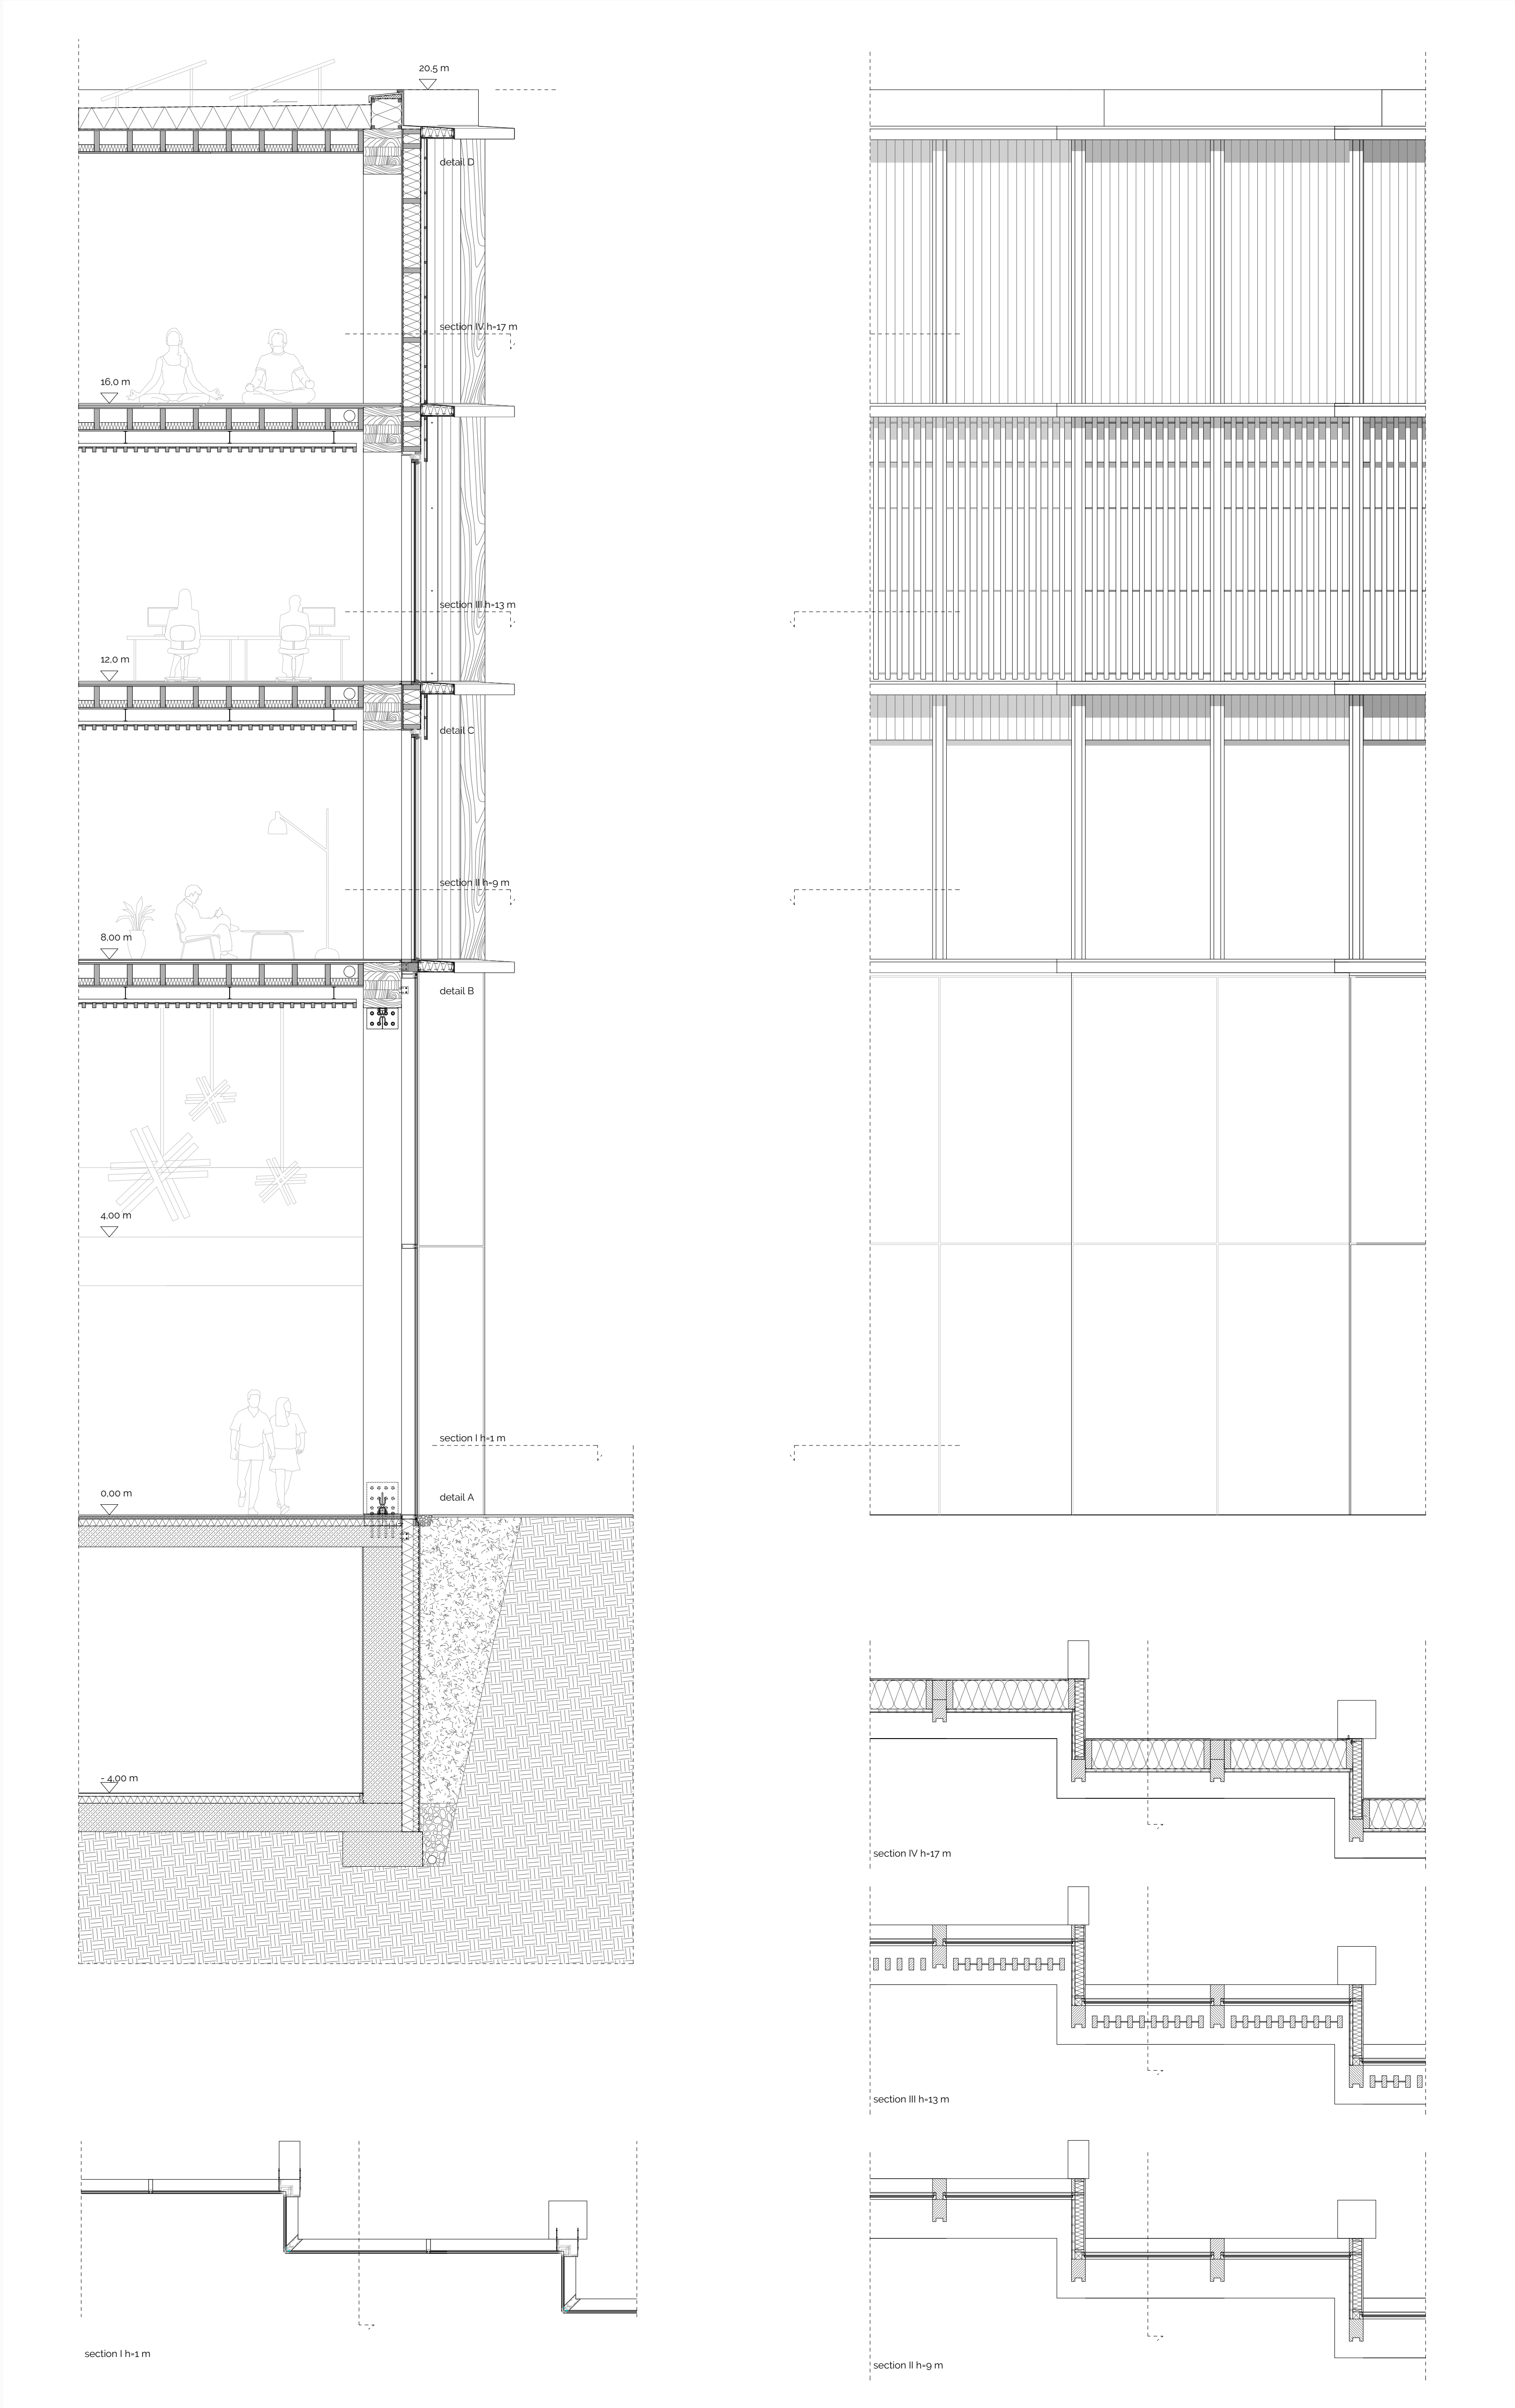 20,5 m
detail D
section IV h=17 m
16,0 m
section III h=13 m
12,0 m
detail C
section II h=9 m
8,00 m
detail B
4,00 m
section I h=1 m
0,00 m
detail A
- 4,00 m
section IV h=17 m
section III h=13 m
section I h=1 m
section II h=9 m